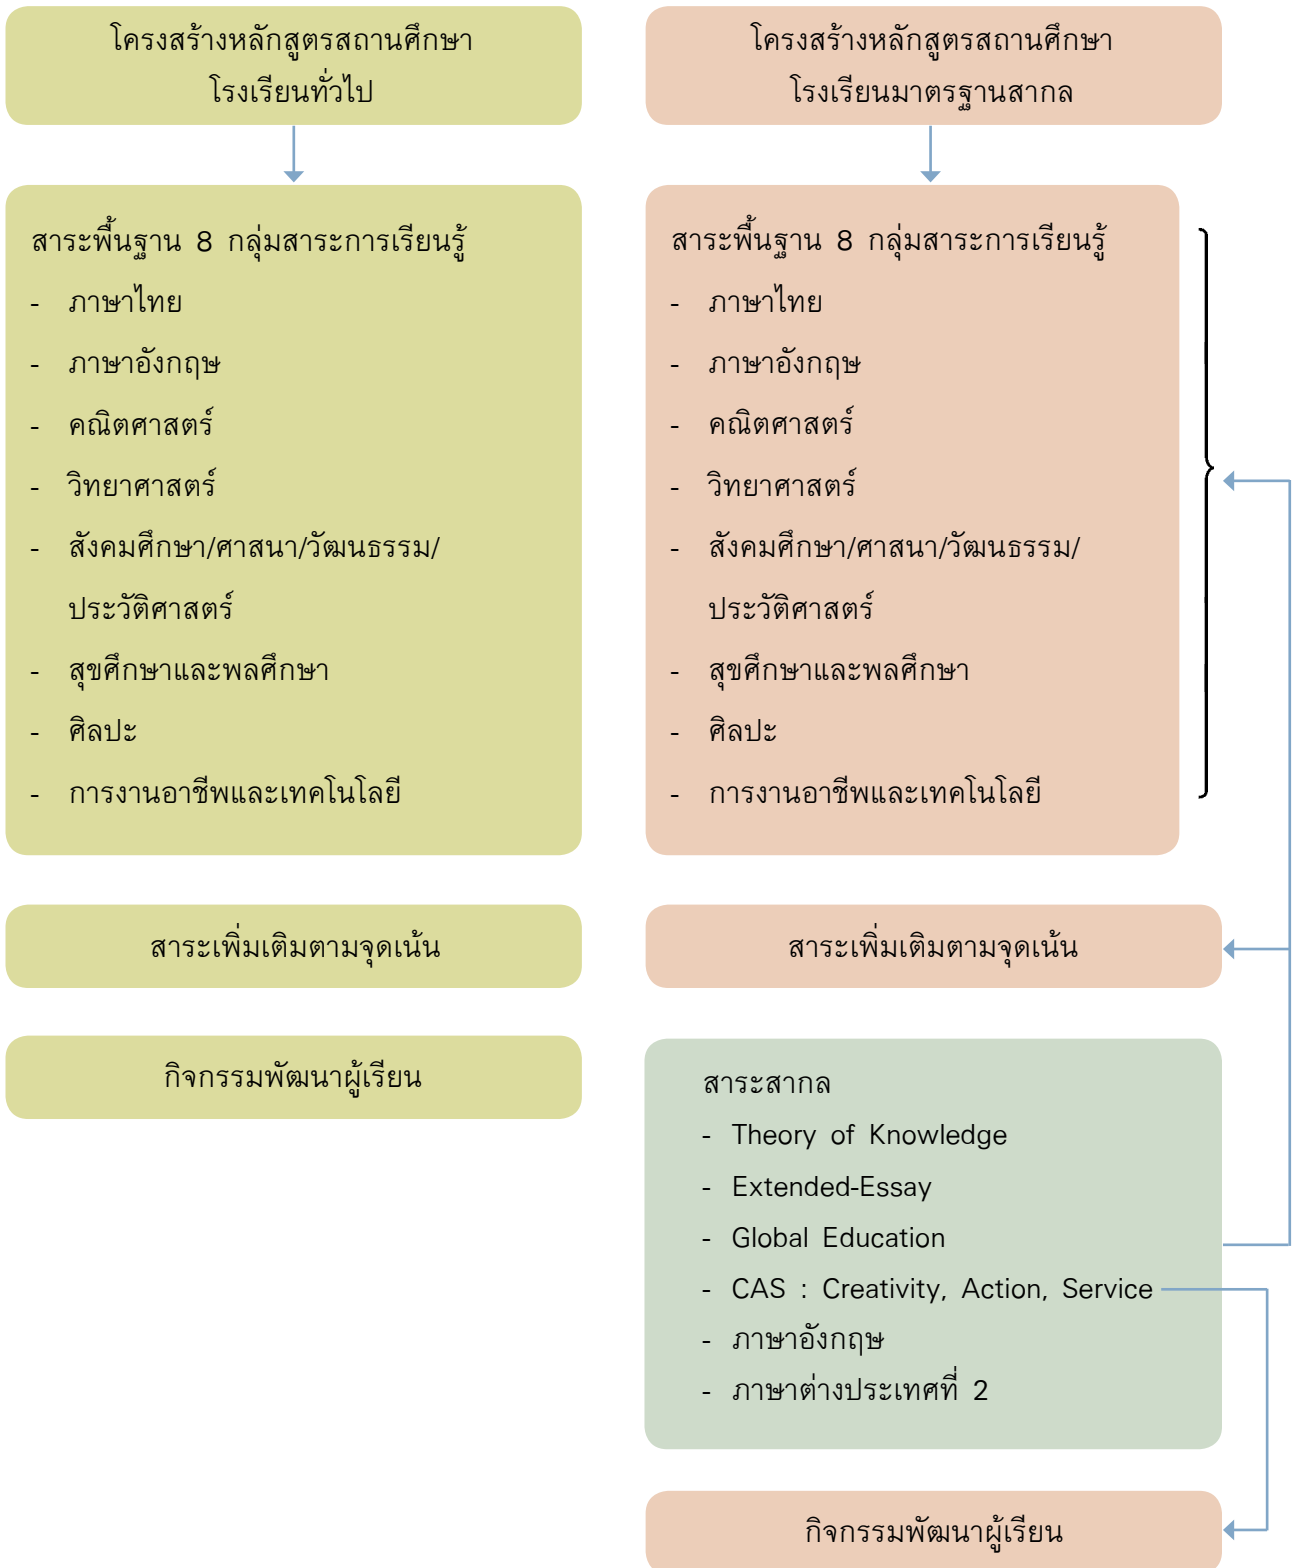 โครงสร้างหลักสูตรสถานศึกษา
โรงเรียนทั่วไป
สาระพื้นฐาน 8 กลุ่มสาระการเรียนรู้
- ภาษาไทย
- ภาษาอังกฤษ
- คณิตศาสตร์
- วิทยาศาสตร์
- สังคมศึกษา/ศาสนา/วัฒนธรรม/
ประวัติศาสตร์
- สุขศึกษาและพลศึกษา
- ศิลปะ
- การงานอาชีพและเทคโนโลยี
สาระเพิ่มเติมตามจุดเน้น
กิจกรรมพัฒนาผู้เรียน
โครงสร้างหลักสูตรสถานศึกษา
โรงเรียนมาตรฐานสากล
สาระพื้นฐาน 8 กลุ่มสาระการเรียนรู้
- ภาษาไทย
- ภาษาอังกฤษ
- คณิตศาสตร์
- วิทยาศาสตร์
- สังคมศึกษา/ศาสนา/วัฒนธรรม/
ประวัติศาสตร์
- สุขศึกษาและพลศึกษา
- ศิลปะ
- การงานอาชีพและเทคโนโลยี
สาระเพิ่มเติมตามจุดเน้น
สาระสากล
- Theory of Knowledge
- Extended-Essay
- Global Education
- CAS : Creativity, Action, Service
- ภาษาอังกฤษ
- ภาษาต่างประเทศที่ 2
กิจกรรมพัฒนาผู้เรียน